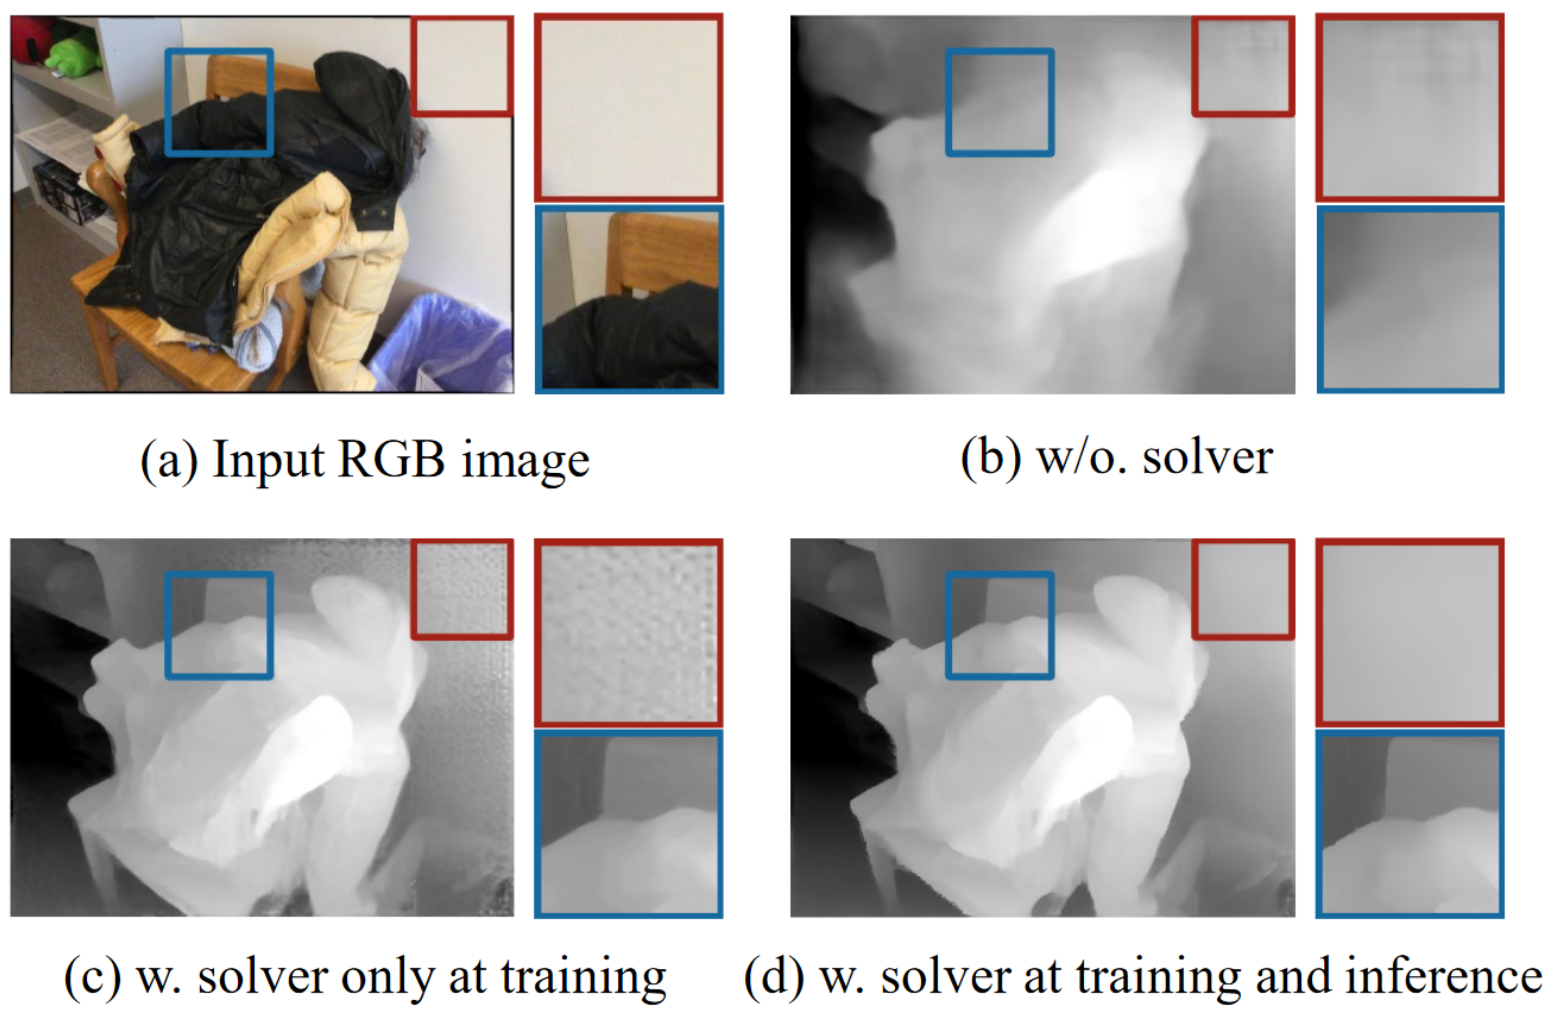 (a) Input RGB image
(b) w/o. solver
(c) w. solver only at training
(d) w. solver at training and inference